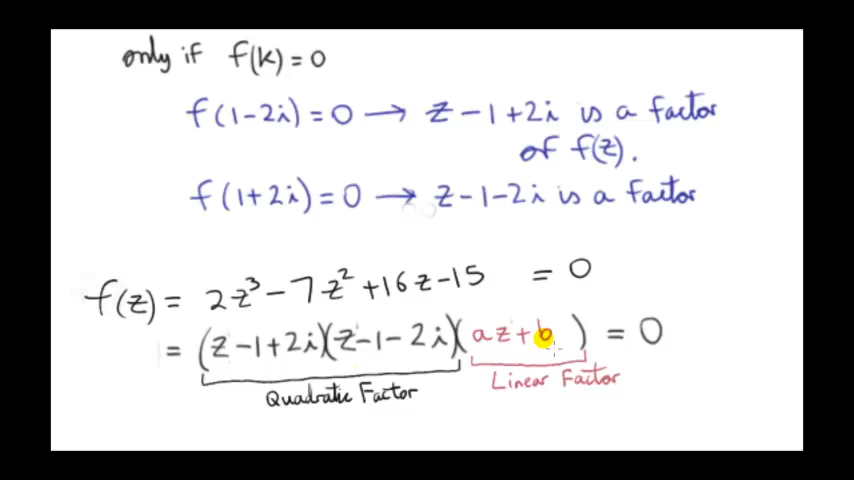 only if f(k) = 0
f(1-2i) = 0 → z - 1 + 2i is a factor
of f(z).
f(1+2i) = 0 → z - 1 - 2i is a factor
f(z) = 2z³ - 7z² + 16z - 15 = 0
= (z - 1 + 2i)(z - 1 - 2i)(az + b) = 0
Quadratic Factor Linear Factor